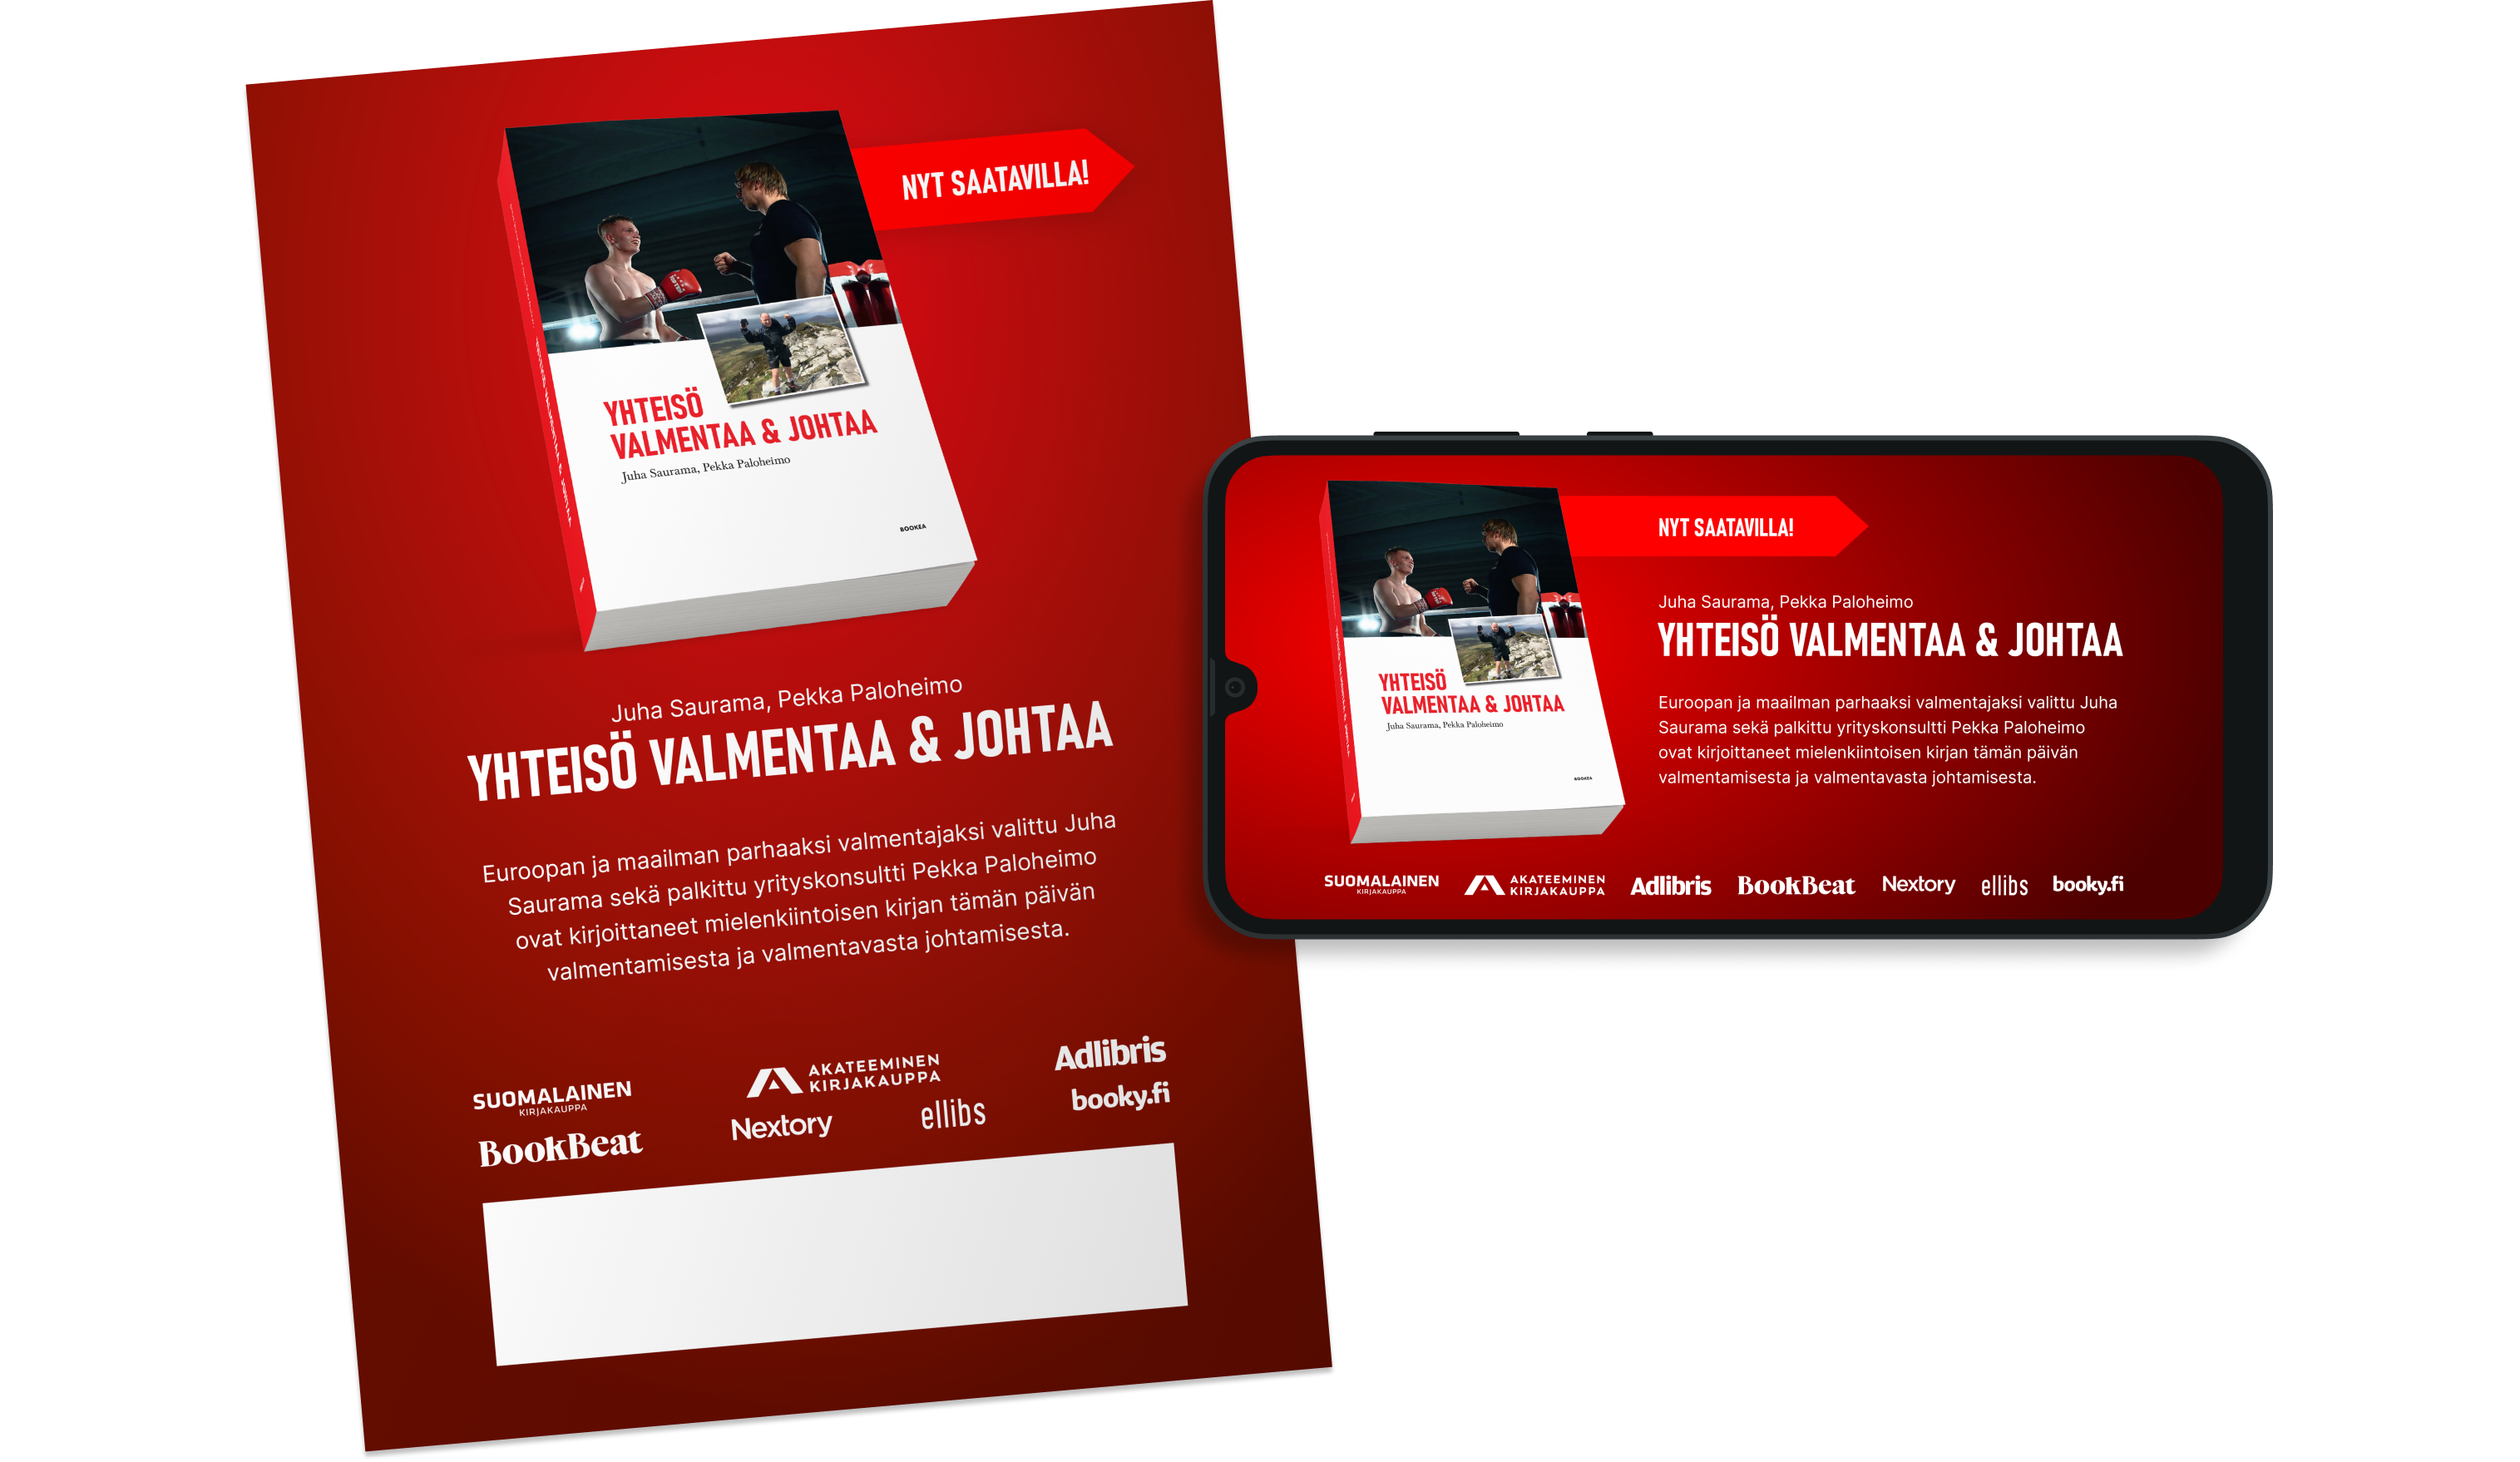 NYT SAATAVILLA!
YHTEISÖ
VALMENTAA & JOHTAA
Juha Saurama, Pekka Paloheimo
BOOKEA
Juha Saurama, Pekka Paloheimo
YHTEISÖ VALMENTAA & JOHTAA
Euroopan ja maailman parhaaksi valmentajaksi valittu Juha
Saurama sekä palkittu yrityskonsultti Pekka Paloheimo
ovat kirjoittaneet mielenkiintoisen kirjan tämän päivän
valmentamisesta ja valmentavasta johtamisesta.
SUOMALAINEN
KIRJAKAUPPA
AKATEEMINEN
KIRJAKAUPPA
Adlibris
BookBeat
Nextory
ellibs
booky.fi
NYT SAATAVILLA!
YHTEISÖ
VALMENTAA & JOHTAA
Juha Saurama, Pekka Paloheimo
BOOKEA
Juha Saurama, Pekka Paloheimo
YHTEISÖ VALMENTAA & JOHTAA
Euroopan ja maailman parhaaksi valmentajaksi valittu Juha
Saurama sekä palkittu yrityskonsultti Pekka Paloheimo
ovat kirjoittaneet mielenkiintoisen kirjan tämän päivän
valmentamisesta ja valmentavasta johtamisesta.
SUOMALAINEN
KIRJAKAUPPA
AKATEEMINEN
KIRJAKAUPPA
Adlibris
BookBeat
Nextory
ellibs
booky.fi